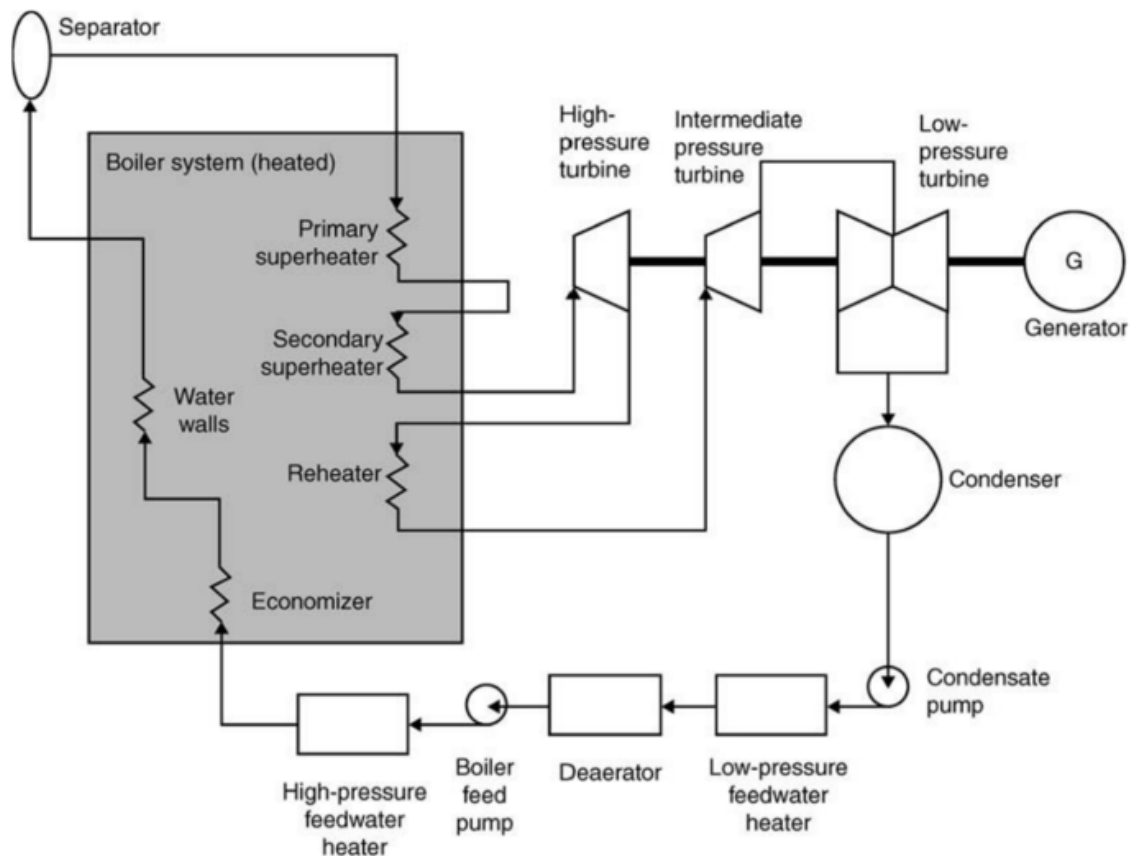 Separator
Boiler system (heated)
High-
pressure
turbine
Intermediate
pressure
turbine
Low-
pressure
turbine
Primary
superheater
G
Generator
Secondary
superheater
Water
walls
Reheater
Condenser
Economizer
Condensate
pump
High-pressure
feedwater
heater
Boiler
feed
pump
Deaerator
Low-pressure
feedwater
heater